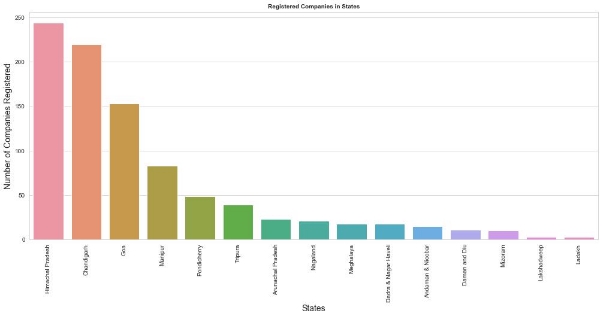 Registered Companies in States
Number of Companies Registered
250
200
150
100
50
0
Himachal Pradesh
Chandigarh
Goa
Manipur
Pondicherry
Tripura
Arunachal Pradesh
Nagaland
Meghalaya
Dadra & Nagar Haveli
Andaman & Nicobar
Daman and Diu
Mizoram
Lakshadweep
Ladakh
States